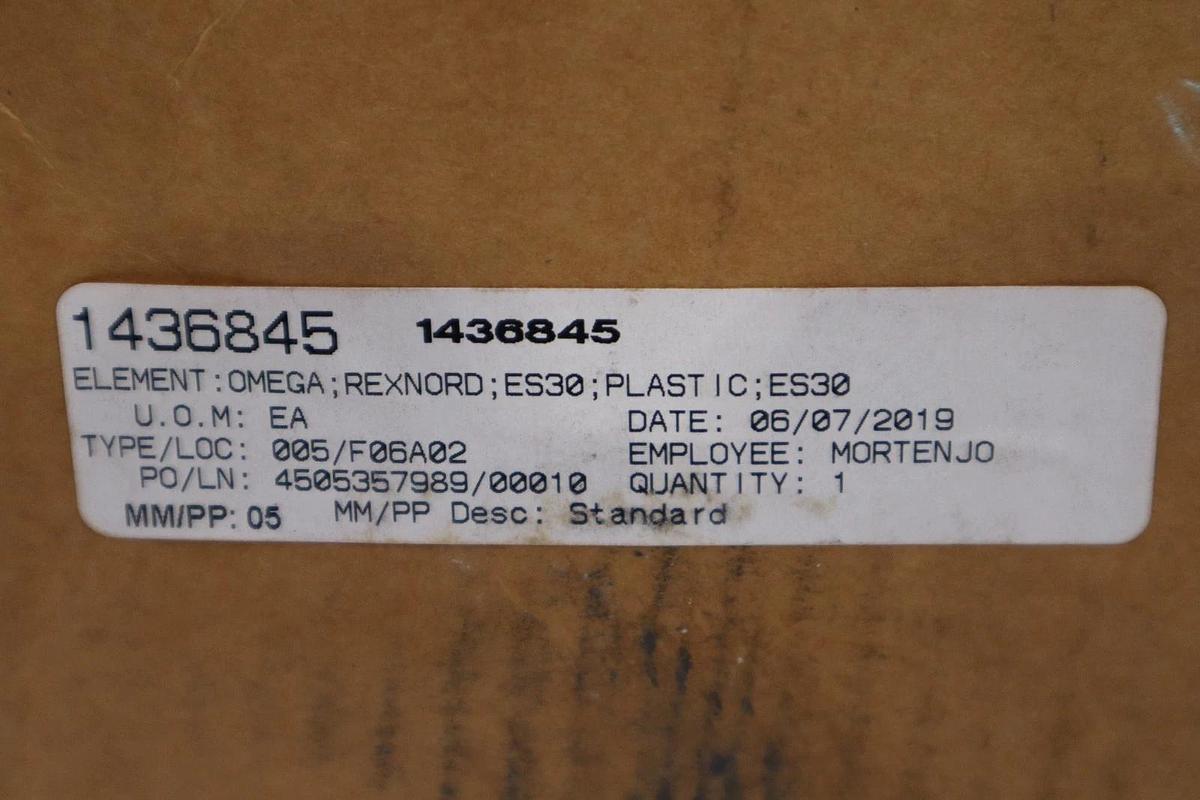 1436845 1436845
ELEMENT:OMEGA;REXNORD;ES30;PLASTIC;ES30
U.O.M: EA DATE: 06/07/2019
TYPE/LOC: 005/F06A02 EMPLOYEE: MORTENJO
PO/LN: 4505357989/00010 QUANTITY: 1
MM/PP: 05 MM/PP Desc: Standard